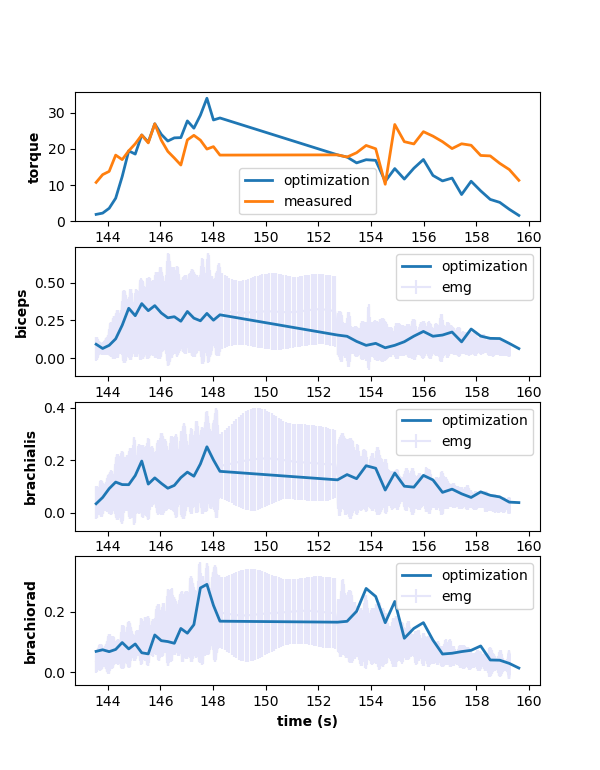 torque
30
20
10
0
optimization
measured
144 146 148 150 152 154 156 158 160
biceps
0.50
0.25
0.00
optimization
emg
144 146 148 150 152 154 156 158 160
brachialis
0.4
0.2
0.0
optimization
emg
144 146 148 150 152 154 156 158 160
brachiorad
0.2
0.0
optimization
emg
144 146 148 150 152 154 156 158 160
time (s)